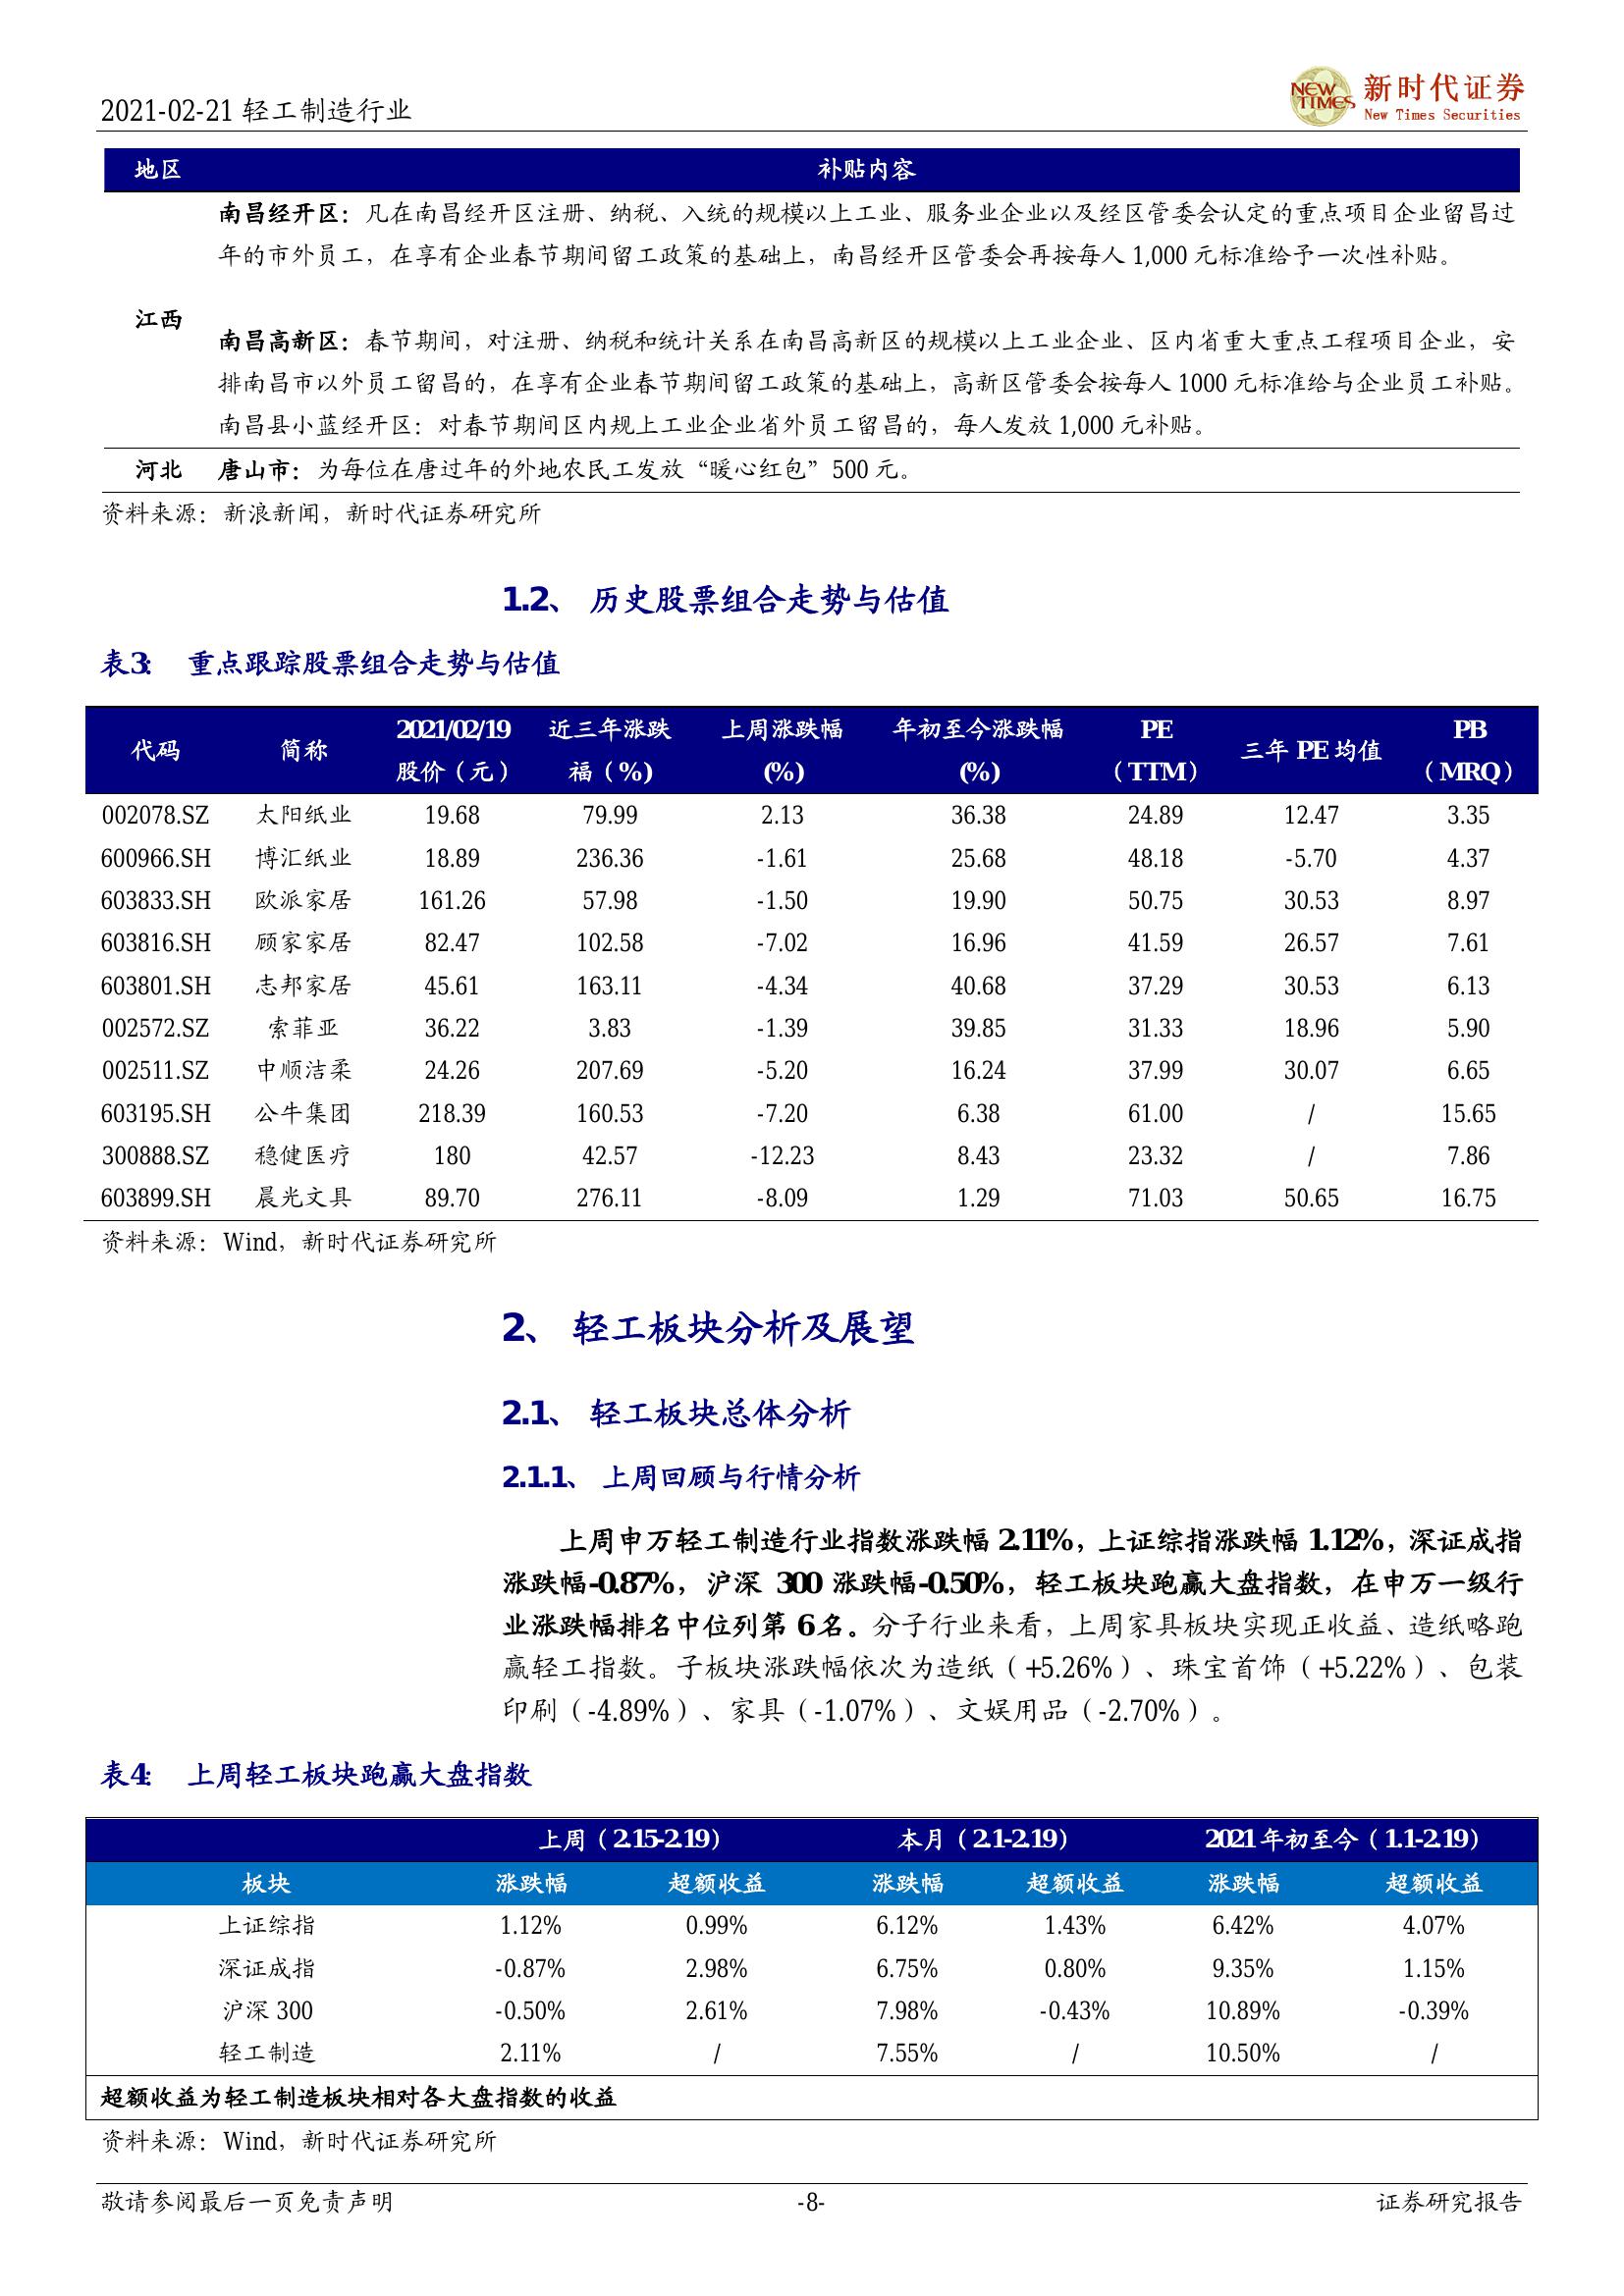 2021-02-21 轻工制造行业
NEW TIMES 新时代证券
New Times Securities
地区 补贴内容
南昌经开区：凡在南昌经开区注册、纳税、入统的规模以上工业、服务业企业以及经区管委会认定的重点项目企业留昌过
年的市外员工，在享有企业春节期间留工政策的基础上，南昌经开区管委会再按每人 1,000 元标准给予一次性补贴。
江西
南昌高新区：春节期间，对注册、纳税和统计关系在南昌高新区的规模以上工业企业、区内省重大重点工程项目企业，安
排南昌市以外员工留昌的，在享有企业春节期间留工政策的基础上，高新区管委会按每人 1000 元标准给与企业员工补贴。
南昌县小蓝经开区：对春节期间区内规上工业企业省外员工留昌的，每人发放 1,000 元补贴。
河北 唐山市：为每位在唐过年的外地农民工发放“暖心红包”500 元。
资料来源：新浪新闻，新时代证券研究所
1.2、 历史股票组合走势与估值
表3: 重点跟踪股票组合走势与估值
代码 简称 2021/02/19 股价（元） 近三年涨跌福（%） 上周涨跌幅(%) 年初至今涨跌幅(%) PE（TTM） 三年 PE 均值 PB（MRQ）
002078.SZ 太阳纸业 19.68 79.99 2.13 36.38 24.89 12.47 3.35
600966.SH 博汇纸业 18.89 236.36 -1.61 25.68 48.18 -5.70 4.37
603833.SH 欧派家居 161.26 57.98 -1.50 19.90 50.75 30.53 8.97
603816.SH 顾家家居 82.47 102.58 -7.02 16.96 41.59 26.57 7.61
603801.SH 志邦家居 45.61 163.11 -4.34 40.68 37.29 30.53 6.13
002572.SZ 索菲亚 36.22 3.83 -1.39 39.85 31.33 18.96 5.90
002511.SZ 中顺洁柔 24.26 207.69 -5.20 16.24 37.99 30.07 6.65
603195.SH 公牛集团 218.39 160.53 -7.20 6.38 61.00 / 15.65
300888.SZ 稳健医疗 180 42.57 -12.23 8.43 23.32 / 7.86
603899.SH 晨光文具 89.70 276.11 -8.09 1.29 71.03 50.65 16.75
资料来源：Wind，新时代证券研究所
2、 轻工板块分析及展望
2.1、 轻工板块总体分析
2.1.1、 上周回顾与行情分析
上周申万轻工制造行业指数涨跌幅 2.11%，上证综指涨跌幅 1.12%，深证成指
涨跌幅-0.87%，沪深 300 涨跌幅-0.50%，轻工板块跑赢大盘指数，在申万一级行
业涨跌幅排名中位列第 6 名。分子行业来看，上周家具板块实现正收益、造纸略跑
赢轻工指数。子板块涨跌幅依次为造纸（+5.26%）、珠宝首饰（+5.22%）、包装
印刷（-4.89%）、家具（-1.07%）、文娱用品（-2.70%）。
表4: 上周轻工板块跑赢大盘指数
上周（2.15-2.19） 本月（2.1-2.19） 2021 年初至今（1.1-2.19）
板块 涨跌幅 超额收益 涨跌幅 超额收益 涨跌幅 超额收益
上证综指 1.12% 0.99% 6.12% 1.43% 6.42% 4.07%
深证成指 -0.87% 2.98% 6.75% 0.80% 9.35% 1.15%
沪深 300 -0.50% 2.61% 7.98% -0.43% 10.89% -0.39%
轻工制造 2.11% / 7.55% / 10.50% /
超额收益为轻工制造板块相对各大盘指数的收益
资料来源：Wind，新时代证券研究所
敬请参阅最后一页免责声明 -8- 证券研究报告